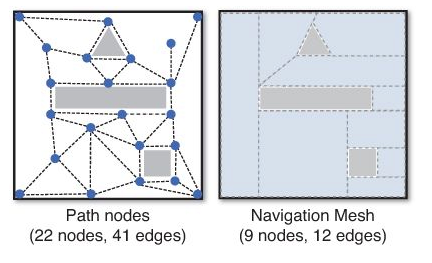 Path nodes
(22 nodes, 41 edges)
Navigation Mesh
(9 nodes, 12 edges)